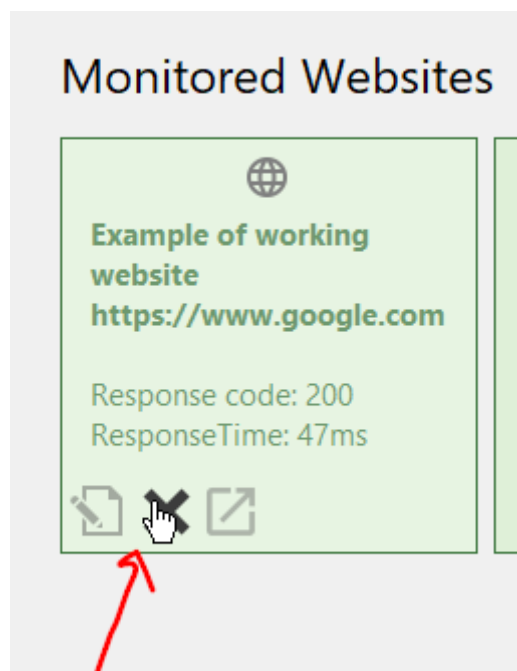 Monitored Websites
Example of working
website
https://www.google.com
Response code: 200
ResponseTime: 47ms